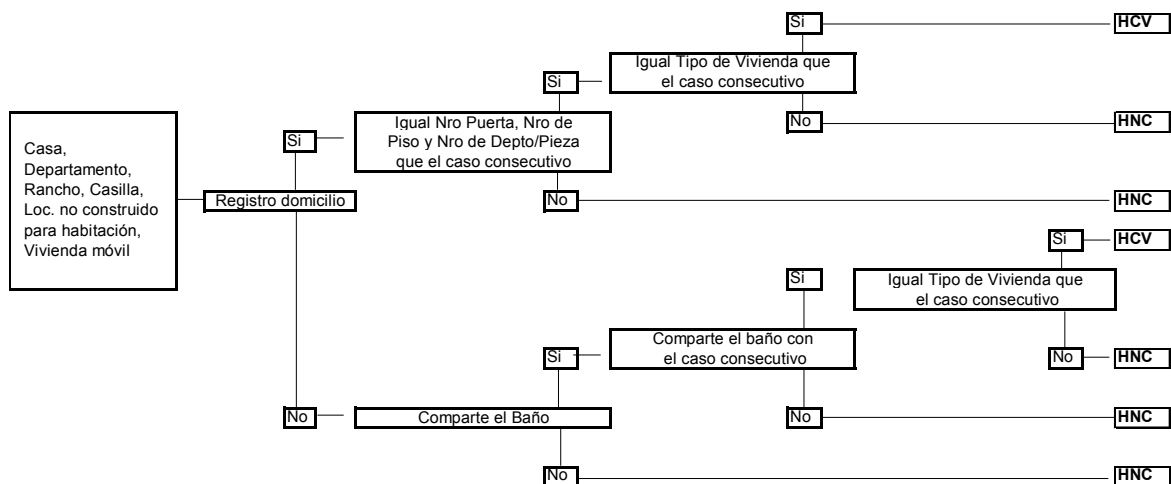 Casa,
Departamento,
Rancho, Casilla,
Loc. no construido
para habitación,
Vivienda móvil
Registro domicilio
Si
Igual Nro Puerta, Nro de
Piso y Nro de Depto/Pieza
que el caso consecutivo
Si
Igual Tipo de Vivienda que
el caso consecutivo
Si
HCV
No
HNC
No
HNC
No
Comparte el Baño
Si
Comparte el baño con
el caso consecutivo
Si
Igual Tipo de Vivienda que
el caso consecutivo
Si
HCV
No
HNC
No
HNC
No
HNC